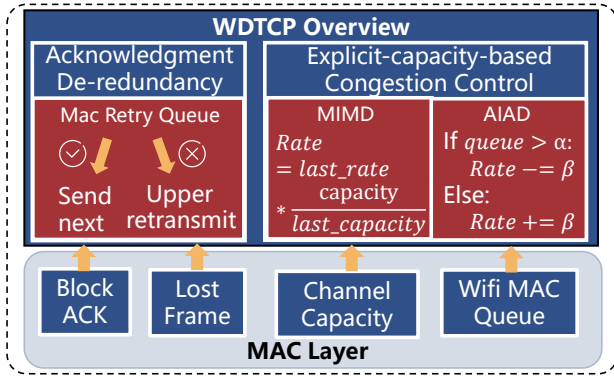 WDTCP Overview
Acknowledgment
De-redundancy
Mac Retry Queue
Send
next
Upper
retransmit
Explicit-capacity-based
Congestion Control
MIMD
Rate
= last_rate
* capacity
last_capacity
AIAD
If queue > α:
Rate −= β
Else:
Rate += β
Block
ACK
Lost
Frame
Channel
Capacity
Wifi MAC
Queue
MAC Layer